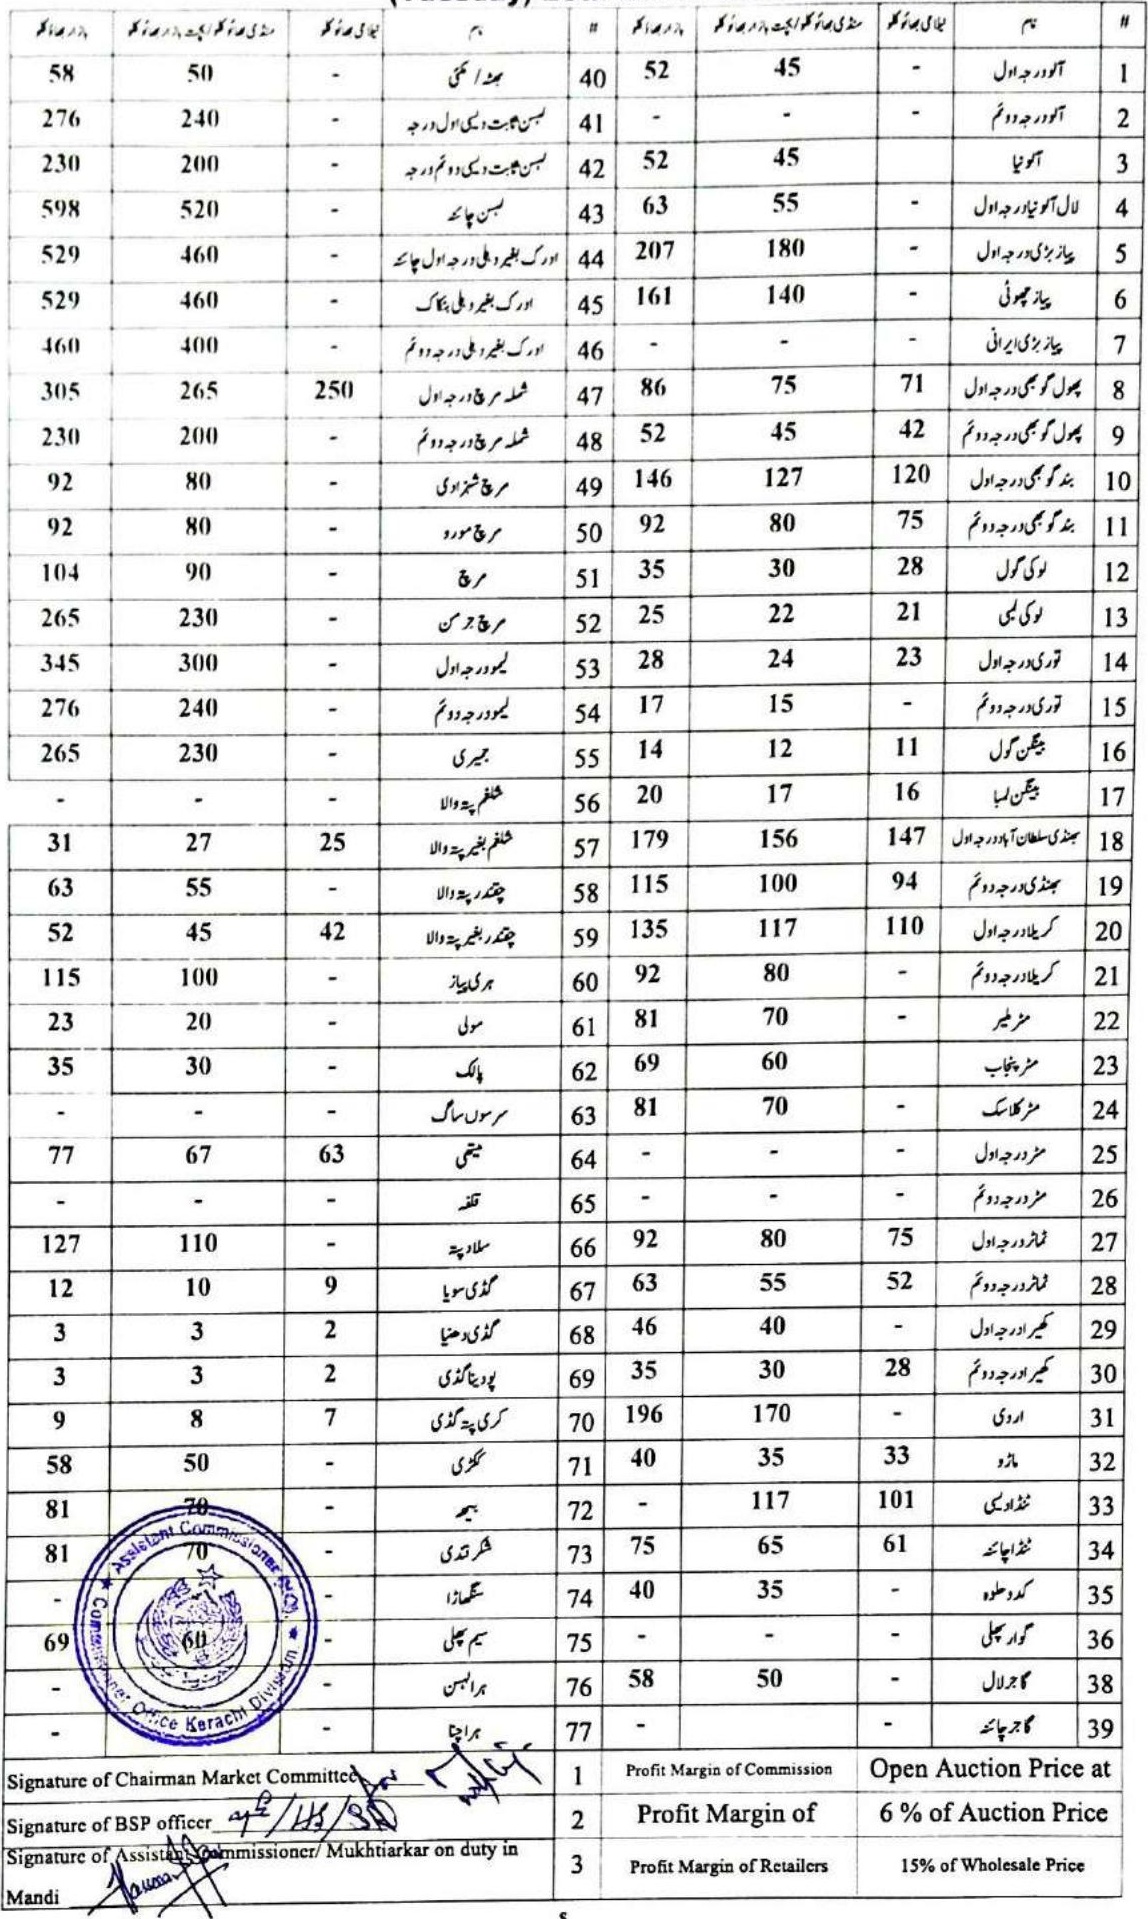 # نام نیلامی بھائو کلو منڈی بھائو کلو/بچت بازار بھائو کلو بازار بھائو کلو # نام نیلامی بھائو کلو منڈی بھائو کلو/بچت بازار بھائو کلو بازار بھائو کلو
1 آلو درجہ اول - 45 52 40 بھٹہ / مکئی - 50 58
2 آلو درجہ دوئم - - - 41 لہسن ثابت دیسی اول درجہ - 240 276
3 آلو نیا 45 52 42 لہسن ثابت دیسی دوئم درجہ - 200 230
4 لال آلو نیا درجہ اول - 55 63 43 لہسن چائنہ - 520 598
5 پیاز بڑی درجہ اول - 180 207 44 ادرک بغیر دہلی درجہ اول چائنہ - 460 529
6 پیاز چھوٹی - 140 161 45 ادرک بغیر دہلی بنکاک - 460 529
7 پیاز بڑی ایرانی - - - 46 ادرک بغیر دہلی درجہ دوئم - 400 460
8 پھول گوبھی درجہ اول 71 75 86 47 شملہ مرچ درجہ اول 250 265 305
9 پھول گوبھی درجہ دوئم 42 45 52 48 شملہ مرچ درجہ دوئم - 200 230
10 بند گوبھی درجہ اول 120 127 146 49 مرچ شہزادی - 80 92
11 بند گوبھی درجہ دوئم 75 80 92 50 مرچ مورو - 80 92
12 لوکی گول 28 30 35 51 مرچ - 90 104
13 لوکی لمبی 21 22 25 52 مرچ جرمن - 230 265
14 توری درجہ اول 23 24 28 53 لیمو درجہ اول - 300 345
15 توری درجہ دوئم - 15 17 54 لیمو درجہ دوئم - 240 276
16 بینگن گول 11 12 14 55 جمیری - 230 265
17 بینگن لمبا 16 17 20 56 شلغم پتہ والا - - -
18 بھنڈی سلطان آباد درجہ اول 147 156 179 57 شلغم بغیر پتہ والا 25 27 31
19 بھنڈی درجہ دوئم 94 100 115 58 چقندر پتہ والا - 55 63
20 کریلا درجہ اول 110 117 135 59 چقندر بغیر پتہ والا 42 45 52
21 کریلا درجہ دوئم - 80 92 60 ہری پیاز - 100 115
22 مٹر ملیر - 70 81 61 مولی - 20 23
23 مٹر پنجاب 60 69 62 پالک - 30 35
24 مٹر کلاسک - 70 81 63 سرسوں ساگ - - -
25 مٹر درجہ اول - - - 64 میتھی 63 67 77
26 مٹر درجہ دوئم - - - 65 قلفہ - - -
27 ٹماٹر درجہ اول 75 80 92 66 سلاد پتہ - 110 127
28 ٹماٹر درجہ دوئم 52 55 63 67 گڈی سویا 9 10 12
29 کھیرا درجہ اول - 40 46 68 گڈی دھنیا 2 3 3
30 کھیرا درجہ دوئم 28 30 35 69 پودینا گڈی 2 3 3
31 اروی - 170 196 70 کری پتہ گڈی 7 8 9
32 ماڑو 33 35 40 71 ککڑی - 50 58
33 ٹنڈا دیسی 101 117 - 72 بیھ - 70 81
34 ٹنڈا چائنہ 61 65 75 73 شکر قندی - 70 81
35 کدو حلوہ - 35 40 74 سنگھاڑا - -
36 گوار پھلی - - - 75 سیم پھلی - 60 69
38 گاجر لال - 50 58 76 ہرا لہسن - -
39 گاجر چائنہ - - 77 ہرا چنا - -
Assistant Commissioner
Commissioner Office Kerachi Division
Signature of Chairman Market Committee 1 Profit Margin of Commission Open Auction Price at
Signature of BSP officer 2 Profit Margin of 6 % of Auction Price
Signature of Assistant Commissioner/ Mukhtiarkar on duty in
Mandi 3 Profit Margin of Retailers 15% of Wholesale Price